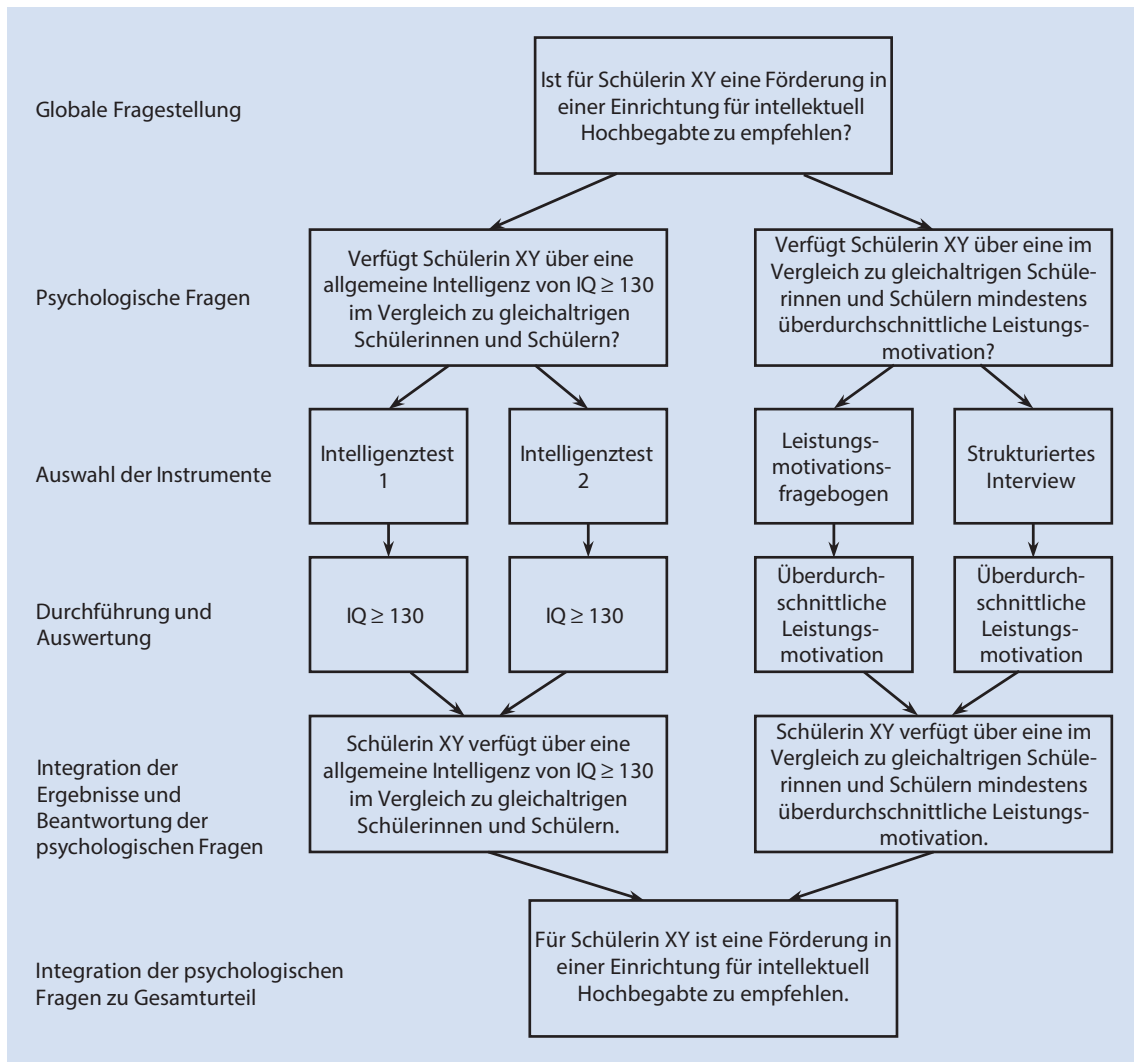 Globale Fragestellung
Ist für Schülerin XY eine Förderung in
einer Einrichtung für intellektuell
Hochbegabte zu empfehlen?
Psychologische Fragen
Verfügt Schülerin XY über eine
allgemeine Intelligenz von IQ ≥ 130
im Vergleich zu gleichaltrigen
Schülerinnen und Schülern?
Verfügt Schülerin XY über eine im
Vergleich zu gleichaltrigen Schüle-
rinnen und Schülern mindestens
überdurchschnittliche Leistungs-
motivation?
Auswahl der Instrumente
Intelligenztest
1
Intelligenztest
2
Leistungs-
motivations-
fragebogen
Strukturiertes
Interview
Durchführung und
Auswertung
IQ ≥ 130
IQ ≥ 130
Überdurch-
schnittliche
Leistungs-
motivation
Überdurch-
schnittliche
Leistungs-
motivation
Integration der
Ergebnisse und
Beantwortung der
psychologischen Fragen
Schülerin XY verfügt über eine
allgemeine Intelligenz von IQ ≥ 130
im Vergleich zu gleichaltrigen
Schülerinnen und Schülern.
Schülerin XY verfügt über eine im
Vergleich zu gleichaltrigen Schüle-
rinnen und Schülern mindestens
überdurchschnittliche Leistungs-
motivation.
Integration der psychologischen
Fragen zu Gesamturteil
Für Schülerin XY ist eine Förderung in
einer Einrichtung für intellektuell
Hochbegabte zu empfehlen.